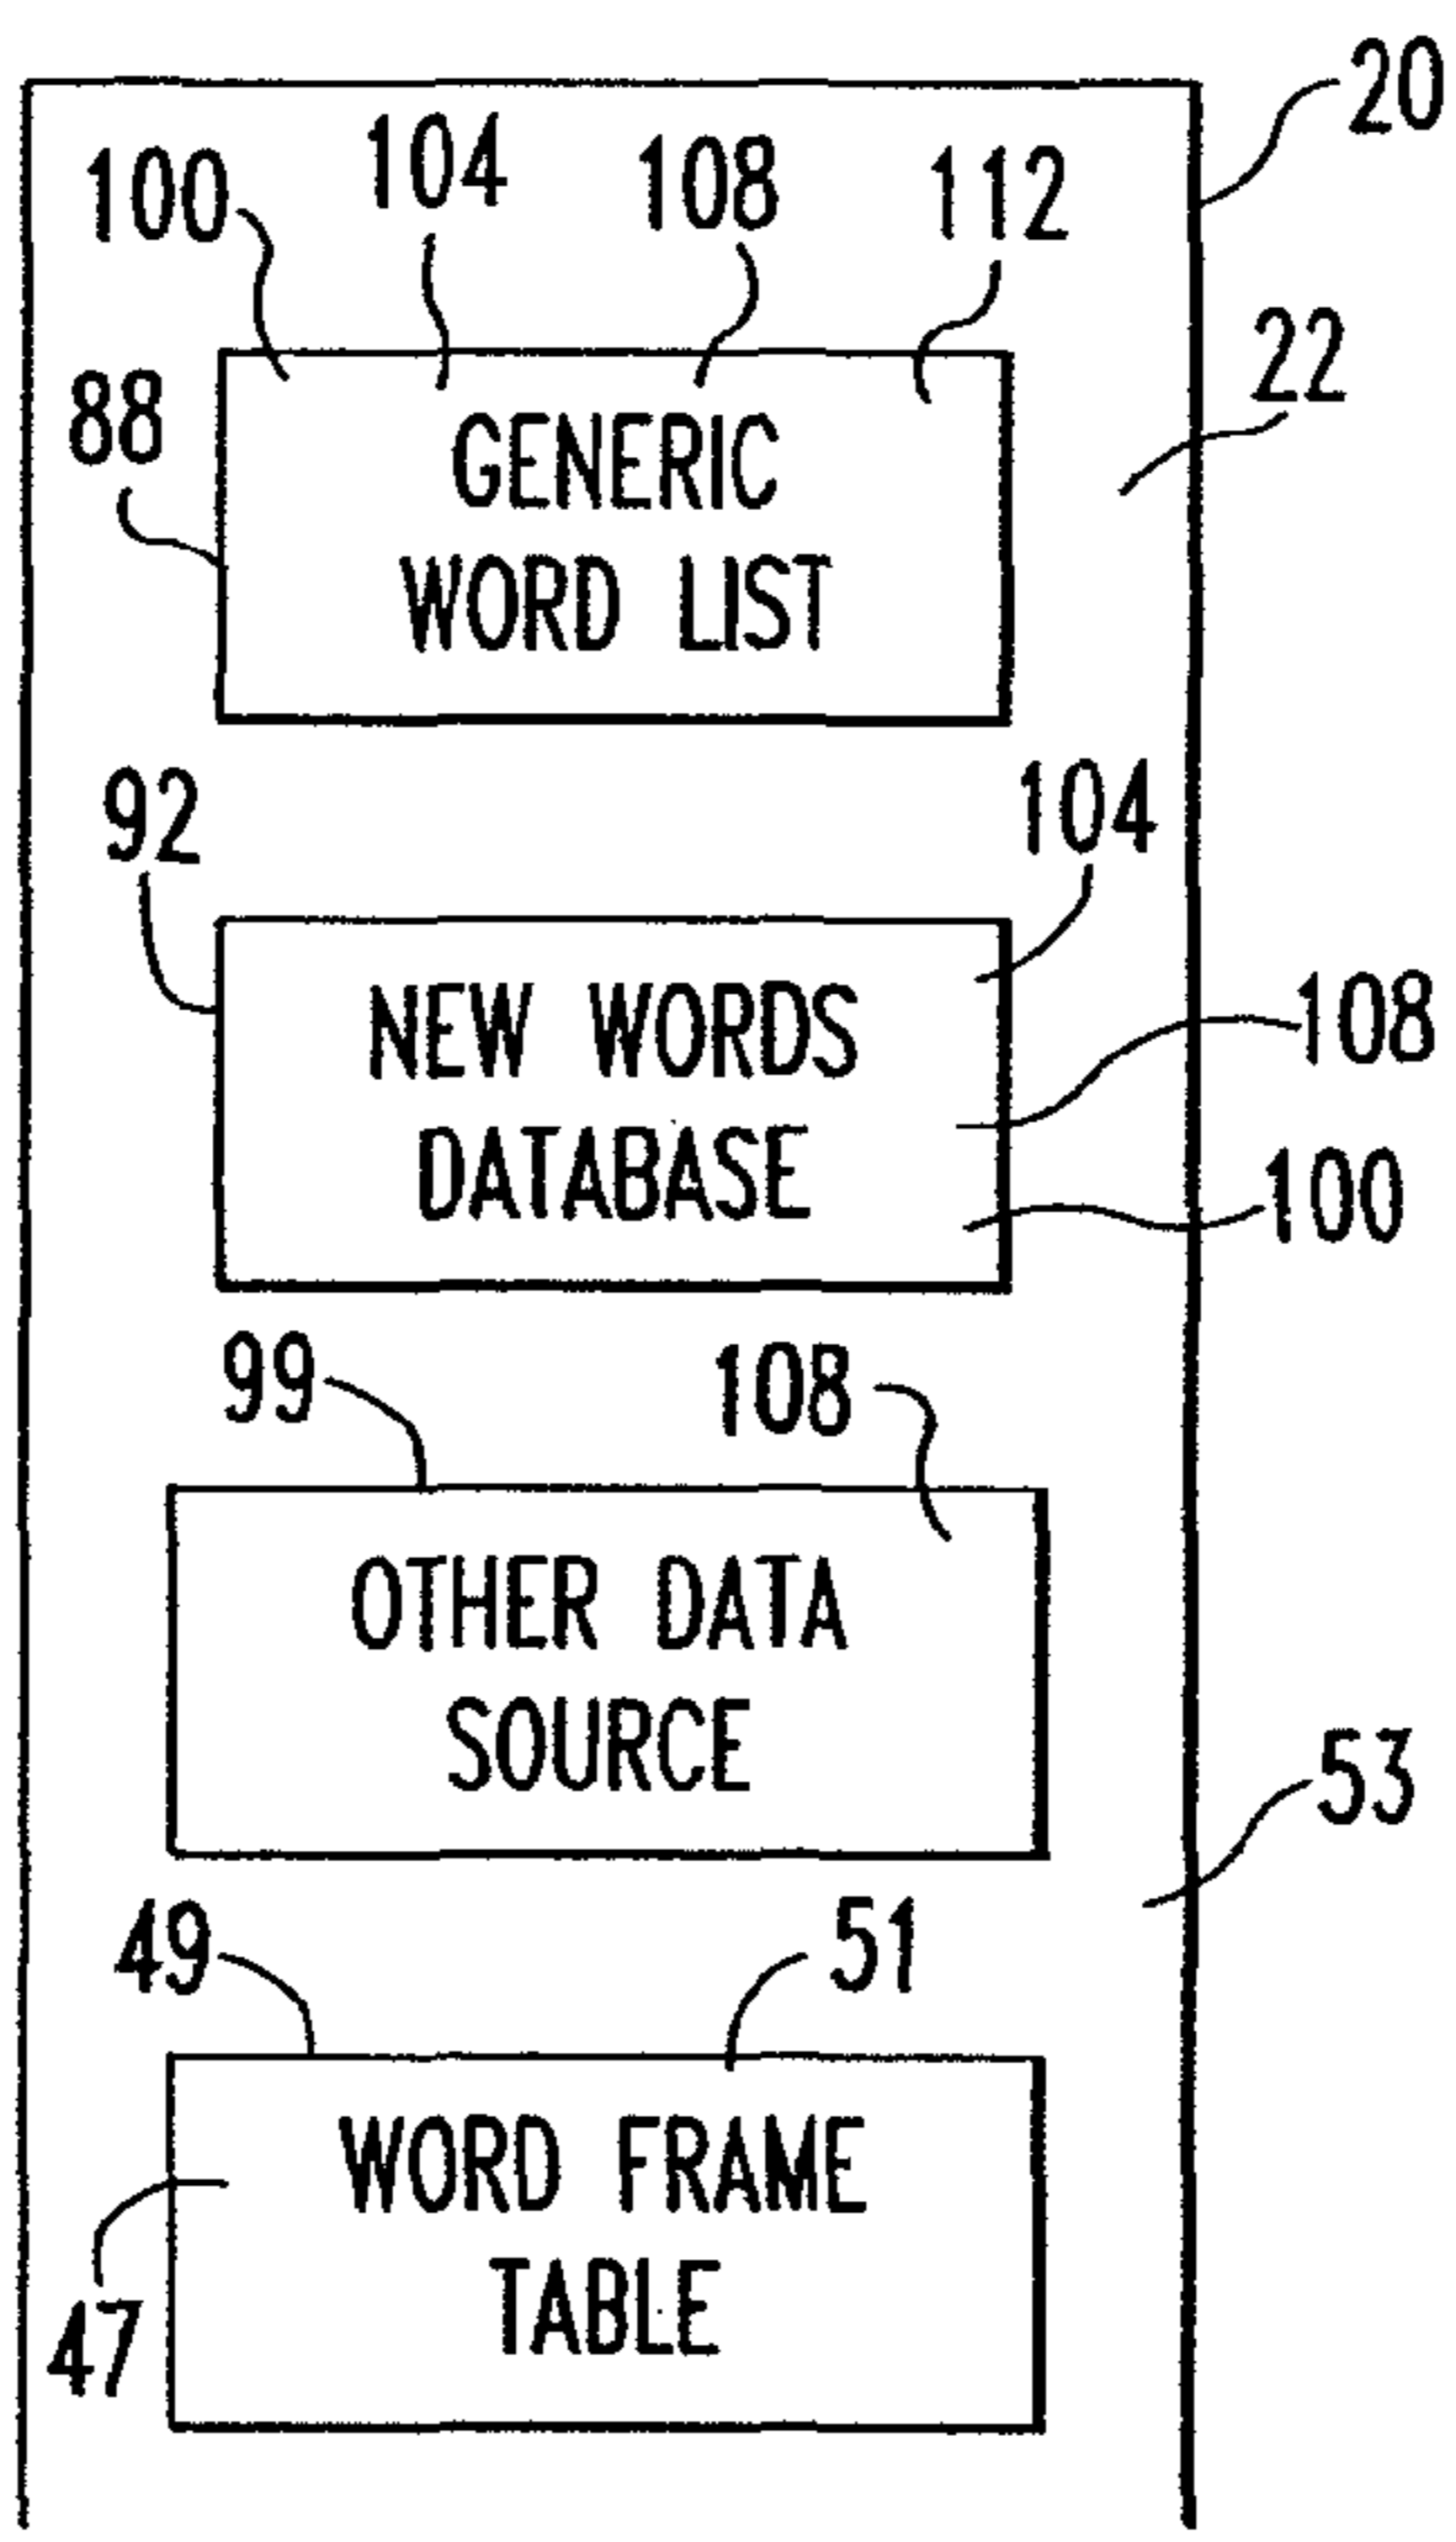 20
100 104 108 112
22
88
GENERIC
WORD LIST
92
104
NEW WORDS
108
DATABASE
100
99
108
OTHER DATA
SOURCE
53
49
51
WORD FRAME
TABLE
47